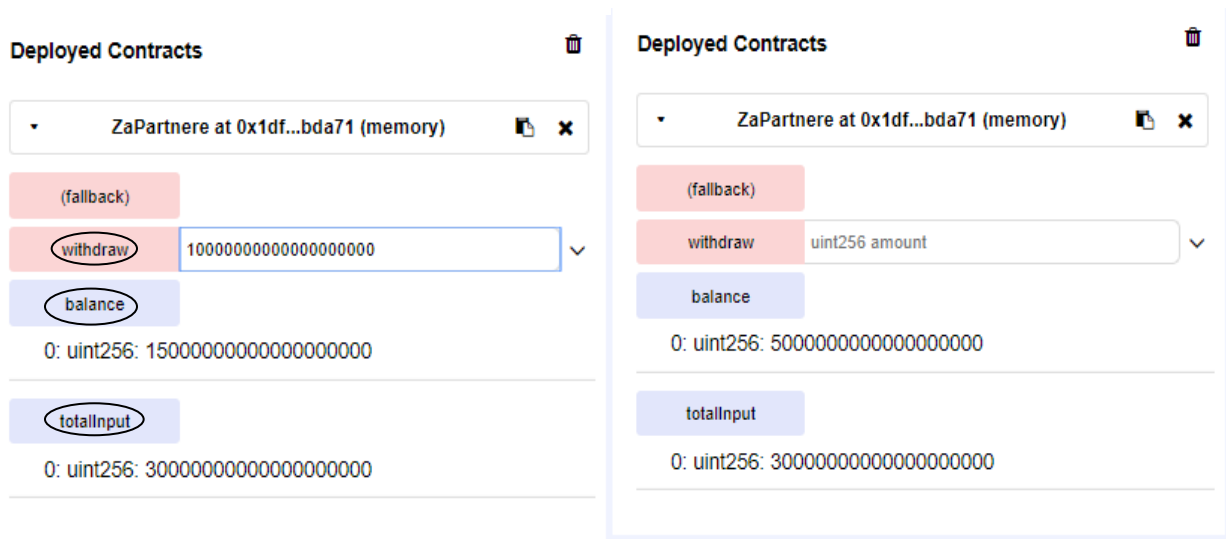 Deployed Contracts
ZaPartnere at 0x1df...bda71 (memory)
(fallback)
withdraw 10000000000000000000
balance
0: uint256: 15000000000000000000
totalInput
0: uint256: 30000000000000000000
Deployed Contracts
ZaPartnere at 0x1df...bda71 (memory)
(fallback)
withdraw uint256 amount
balance
0: uint256: 5000000000000000000
totalInput
0: uint256: 30000000000000000000